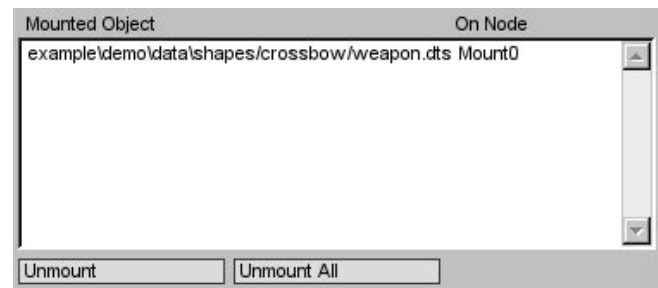 Mounted Object On Node
example\demo\data\shapes/crossbow/weapon.dts Mount0
Unmount Unmount All